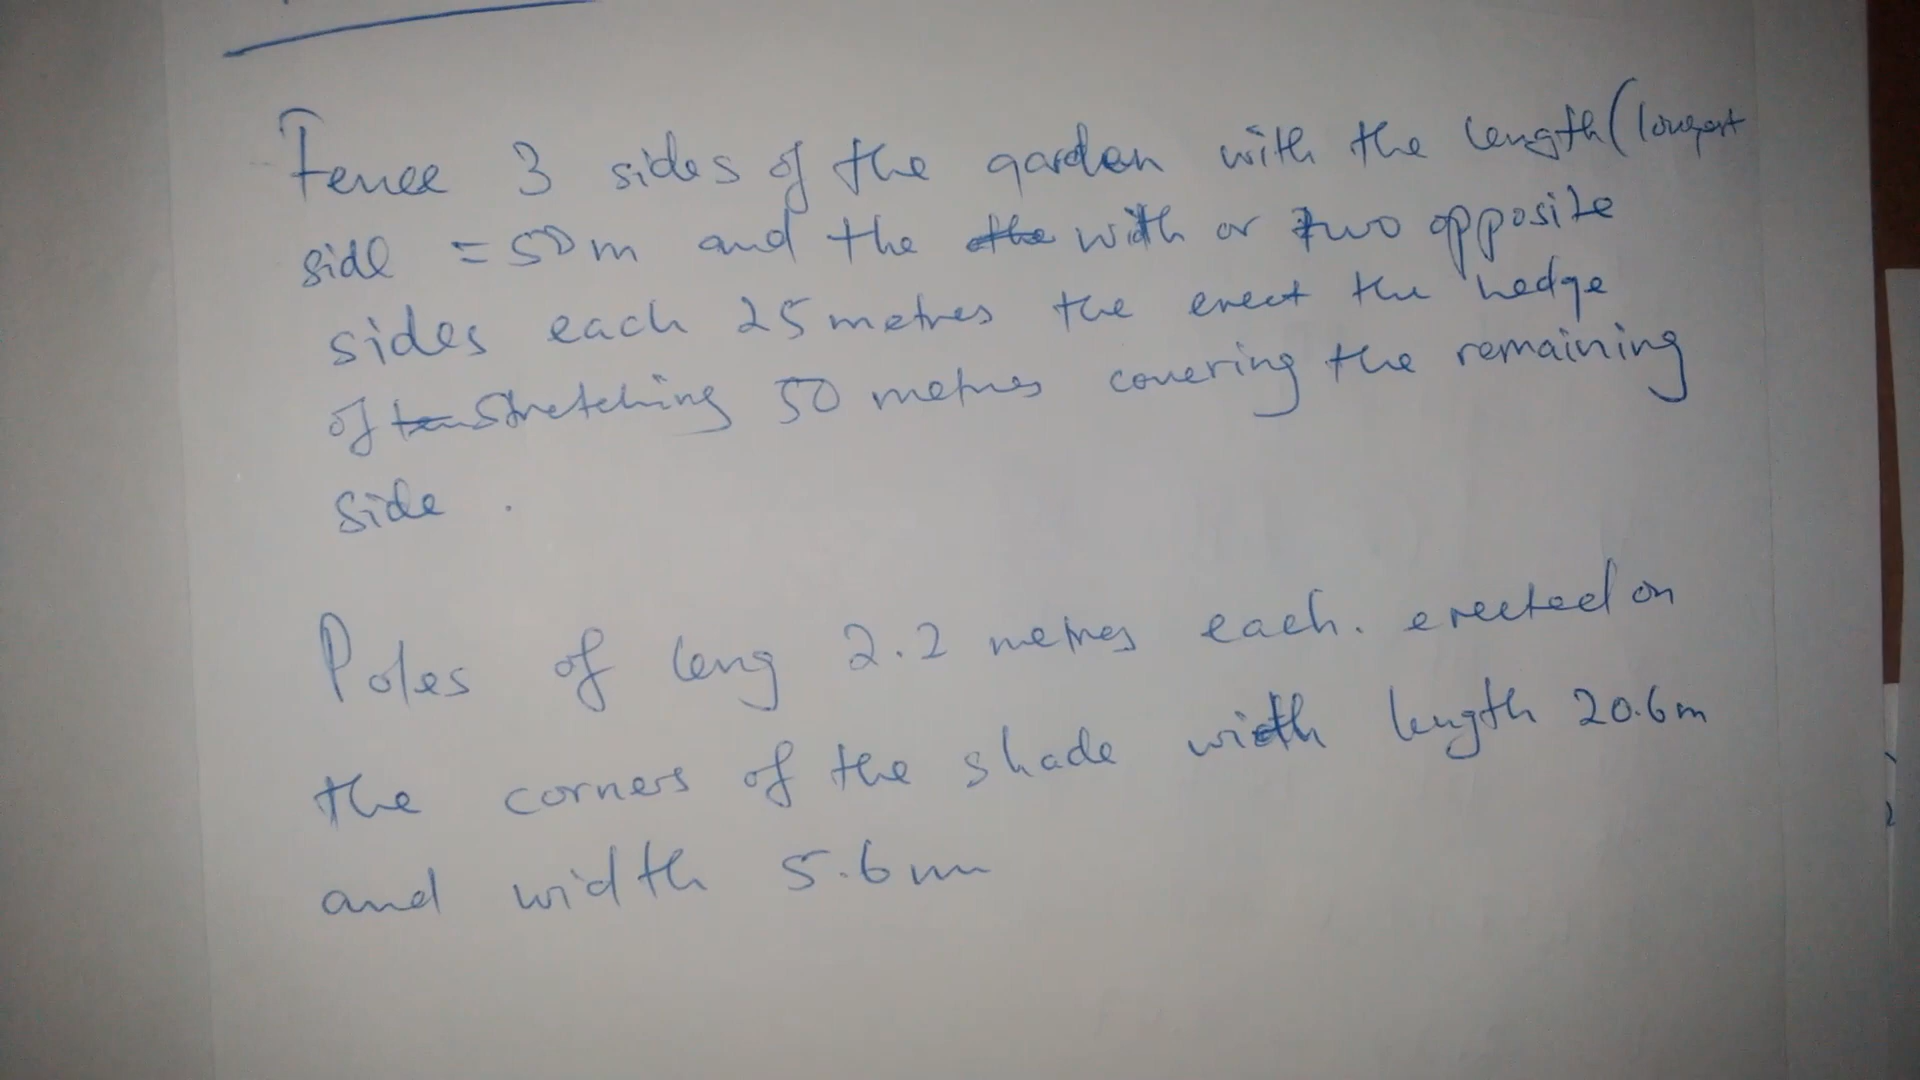 Fence 3 sides of the garden with the length (longest
side = 50m and the the with or two opposite
sides each 25 metres the erect the hedge
of stretching 50 metres covering the remaining
side.
Poles of leng 2.2 metres each. erected on
the corners of the shade with length 20.6m
and width 5.6m